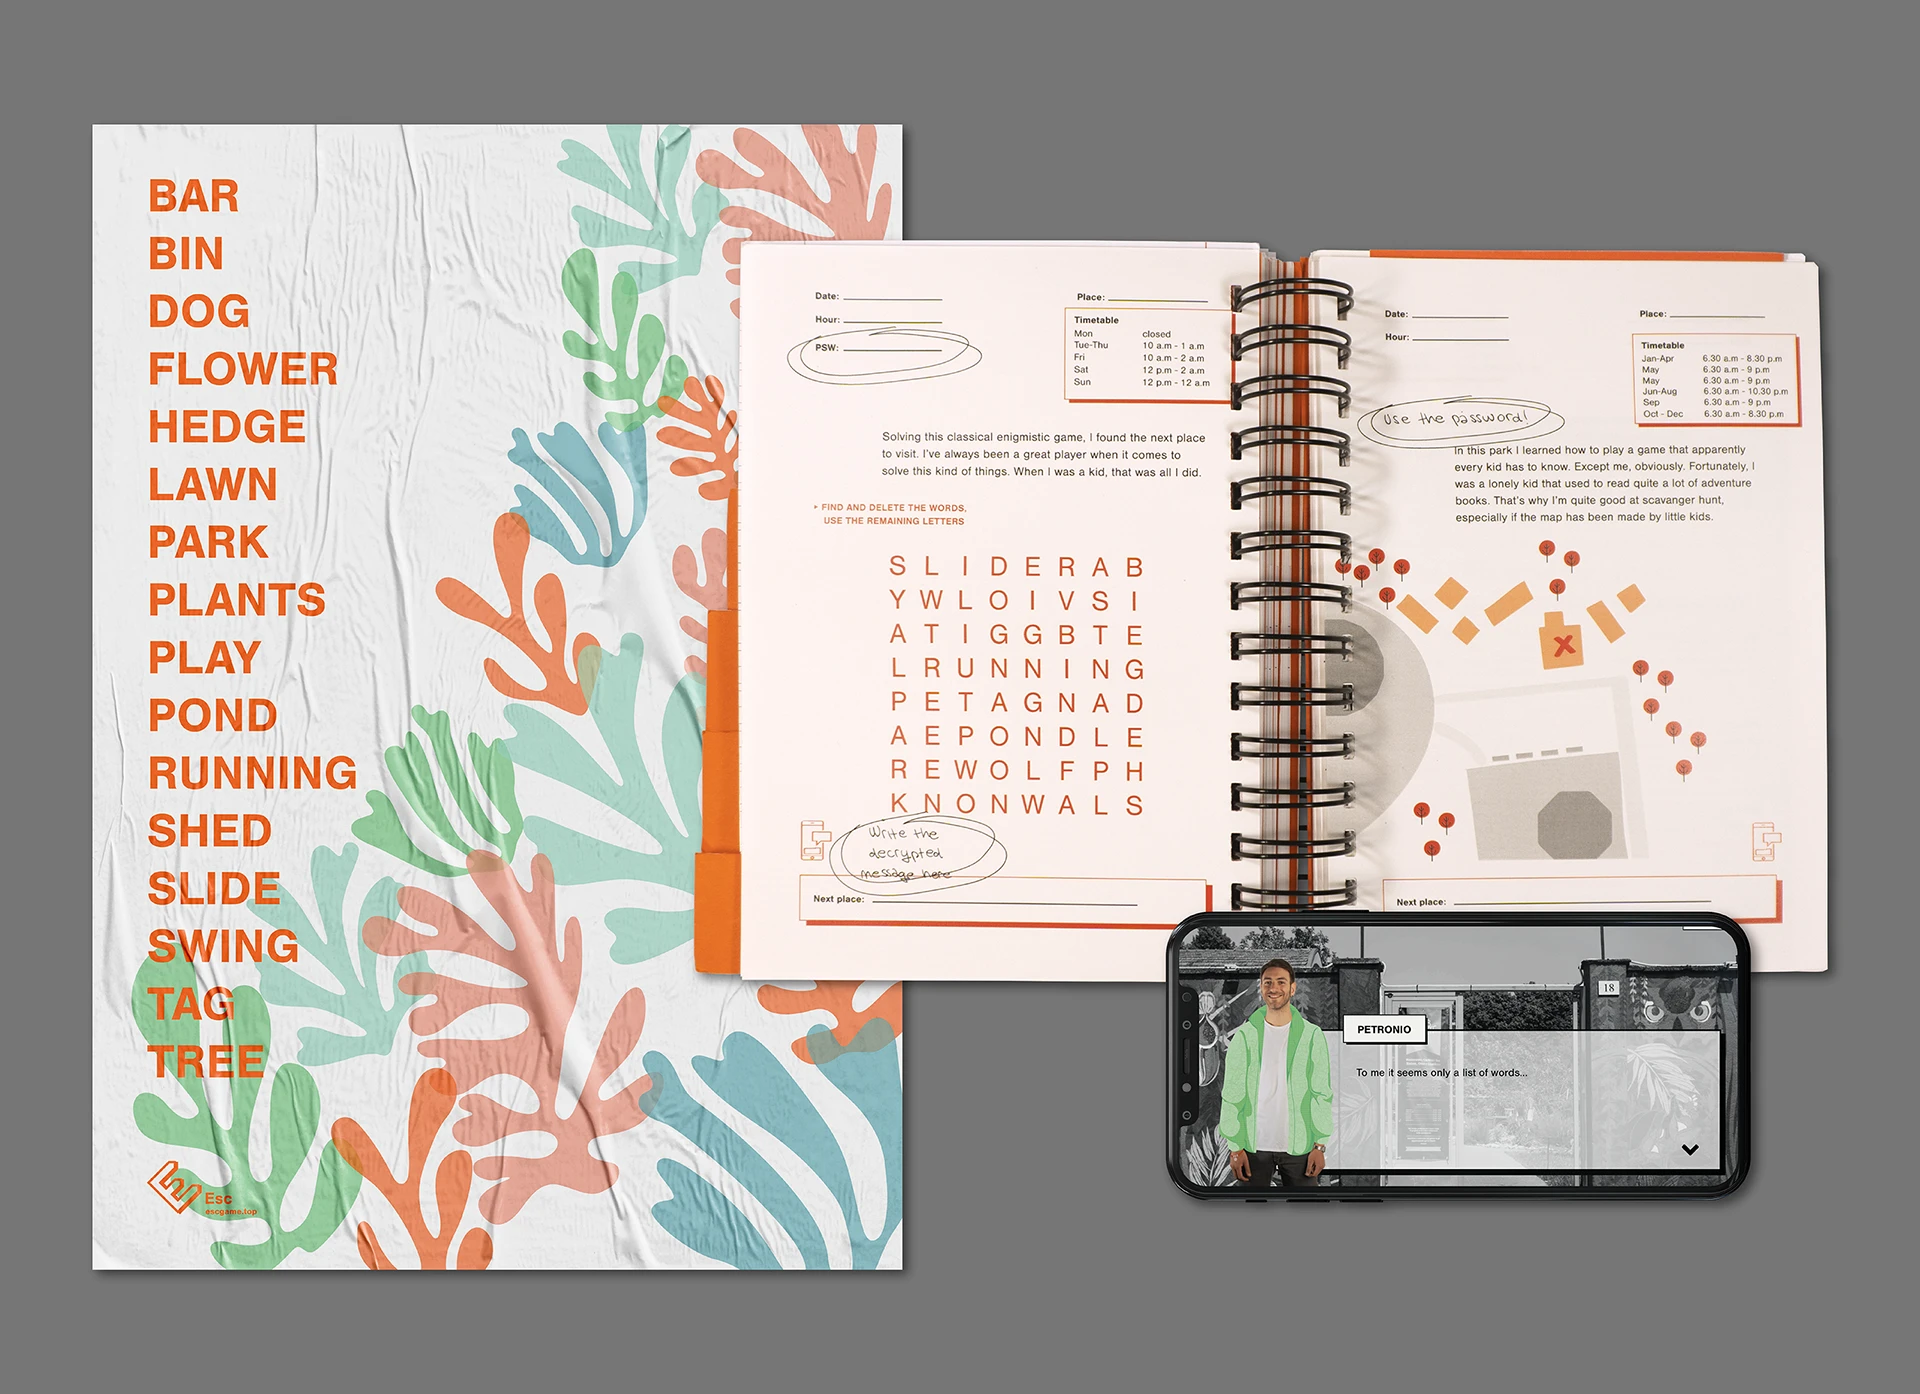 BAR
BIN
DOG
FLOWER
HEDGE
LAWN
PARK
PLANTS
PLAY
POND
RUNNING
SHED
SLIDE
SWING
TAG
TREE
Esc
escgame.top
Date:
Hour:
PSW:
Place:
Timetable
Mon closed
Tue-Thu 10 a.m - 1 a.m
Fri 10 a.m - 2 a.m
Sat 12 p.m - 2 a.m
Sun 12 p.m - 12 a.m
Solving this classical enigmistic game, I found the next place
to visit. I've always been a great player when it comes to
solve this kind of things. When I was a kid, that was all I did.
FIND AND DELETE THE WORDS,
USE THE REMAINING LETTERS
S L I D E R A B
Y W L O I V S I
A T I G G B T E
L R U N N I N G
P E T A G N A D
A E P O N D L E
R E W O L F P H
K N O N W A L S
Write the
decrypted
message here
Next place:
Date:
Hour:
Place:
Timetable
Jan-Apr 6.30 a.m - 8.30 p.m
May 6.30 a.m - 9 p.m
May 6.30 a.m - 9 p.m
Jun-Aug 6.30 a.m - 10.30 p.m
Sep 6.30 a.m - 9 p.m
Oct - Dec 6.30 a.m - 8.30 p.m
Use the password!
In this park I learned how to play a game that apparently
every kid has to know. Except me, obviously. Fortunately, I
was a lonely kid that used to read quite a lot of adventure
books. That's why I'm quite good at scavanger hunt,
especially if the map has been made by little kids.
X
Next place:
18
PETRONIO
To me it seems only a list of words...